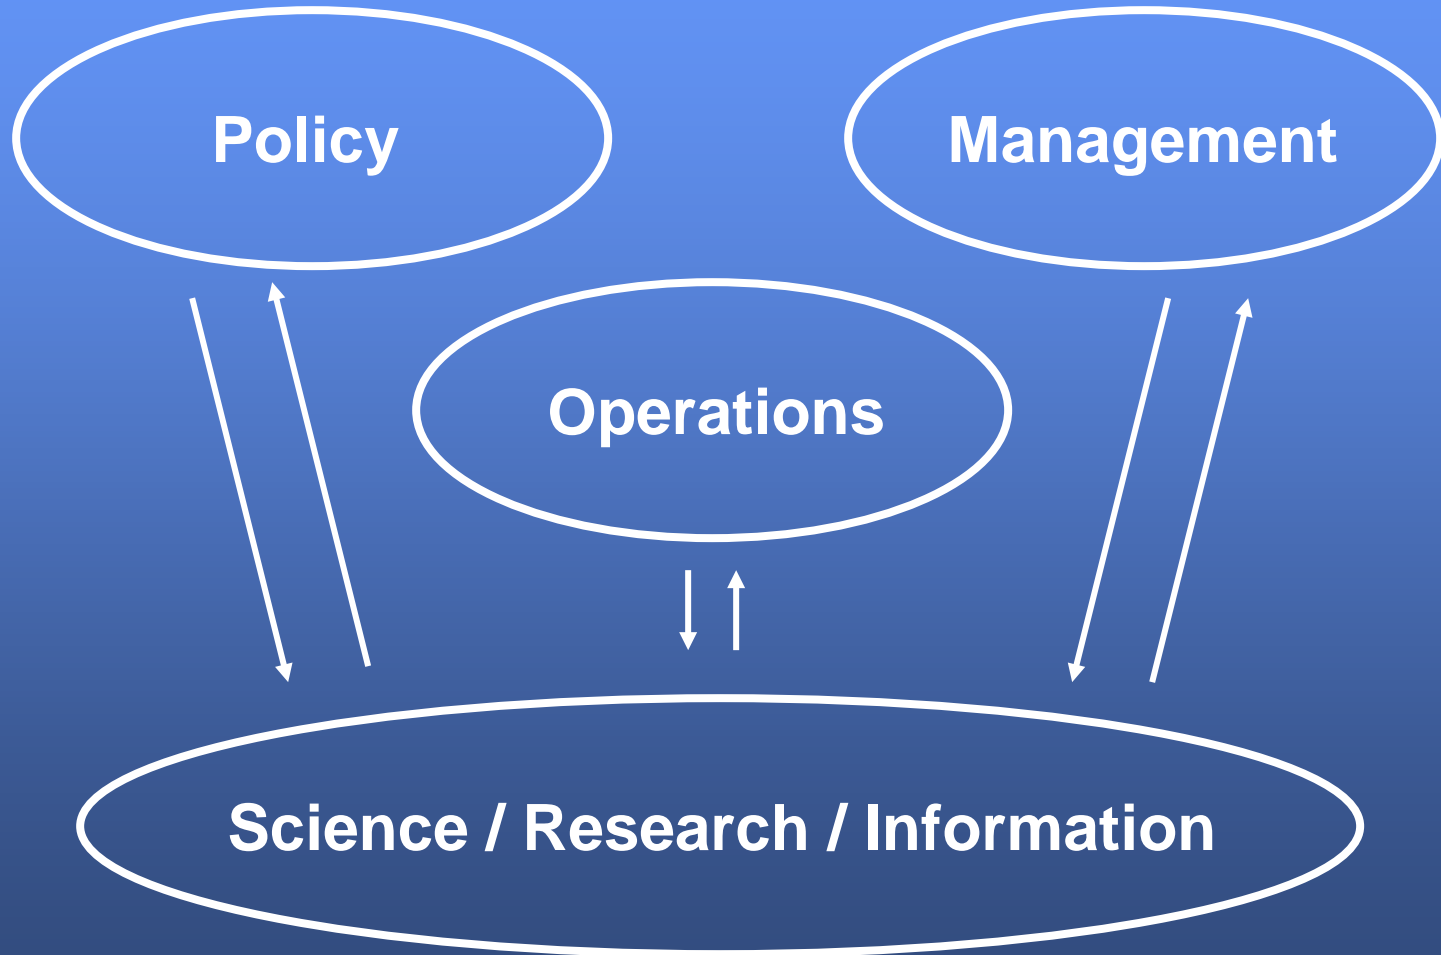 Policy
Management
Operations
Science / Research / Information